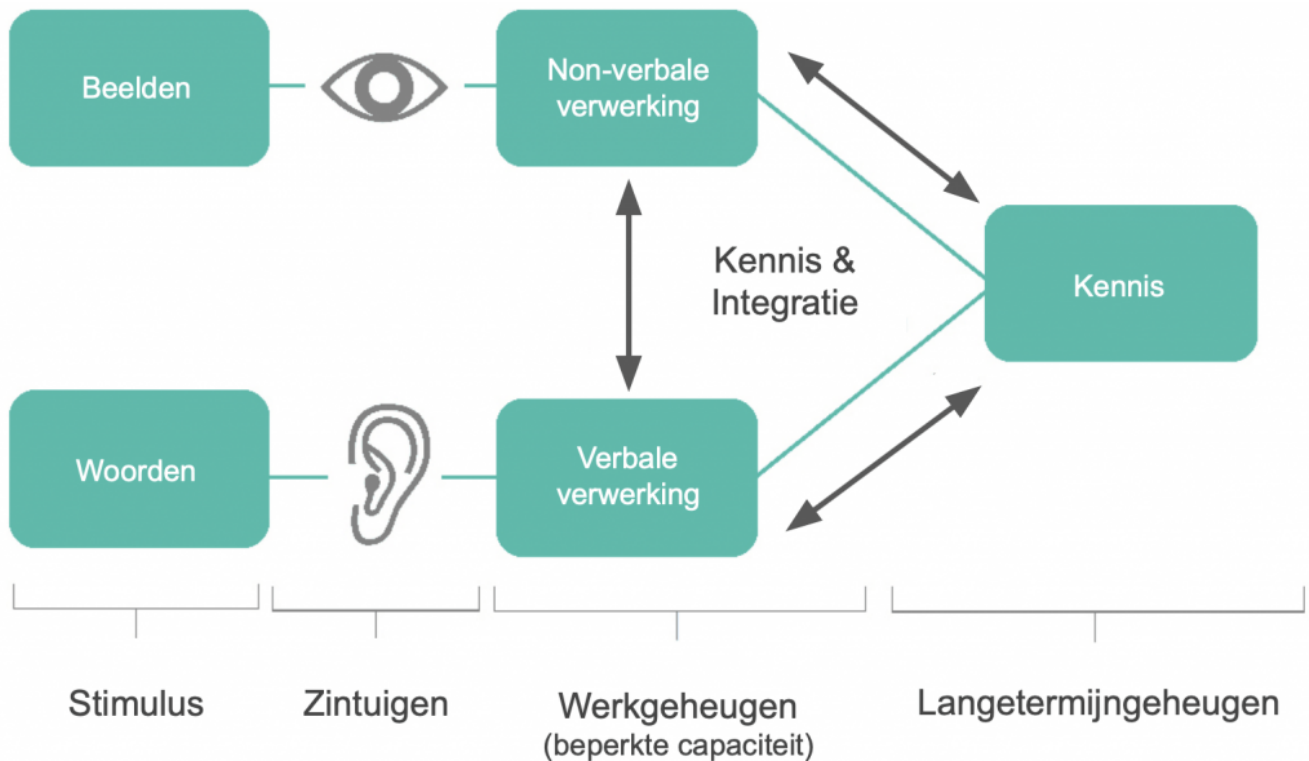 Beelden
Non-verbale
verwerking
Kennis &
Integratie
Kennis
Woorden
Verbale
verwerking
Stimulus
Zintuigen
Werkgeheugen
(beperkte capaciteit)
Langetermijngeheugen